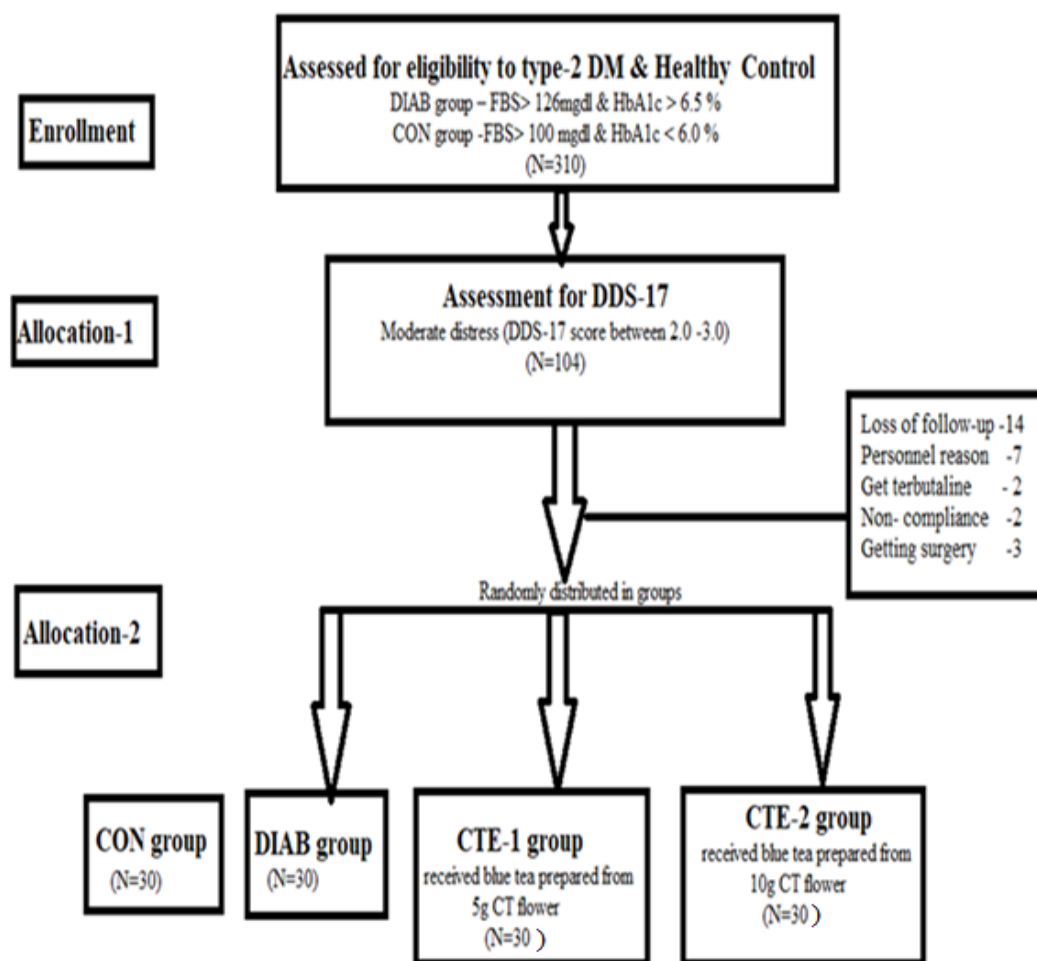 Enrollment
Assessed for eligibility to type-2 DM & Healthy Control
DIAB group – FBS> 126mgdl & HbA1c > 6.5 %
CON group -FBS> 100 mgdl & HbA1c < 6.0 %
(N=310)
Allocation-1
Assessment for DDS-17
Moderate distress (DDS-17 score between 2.0 -3.0)
(N=104)
Loss of follow-up -14
Personnel reason -7
Get terbutaline - 2
Non- compliance -2
Getting surgery -3
Allocation-2
Randomly distributed in groups
CON group
(N=30)
DIAB group
(N=30)
CTE-1 group
received blue tea prepared from
5g CT flower
(N=30 )
CTE-2 group
received blue tea prepared from
10g CT flower
(N=30 )